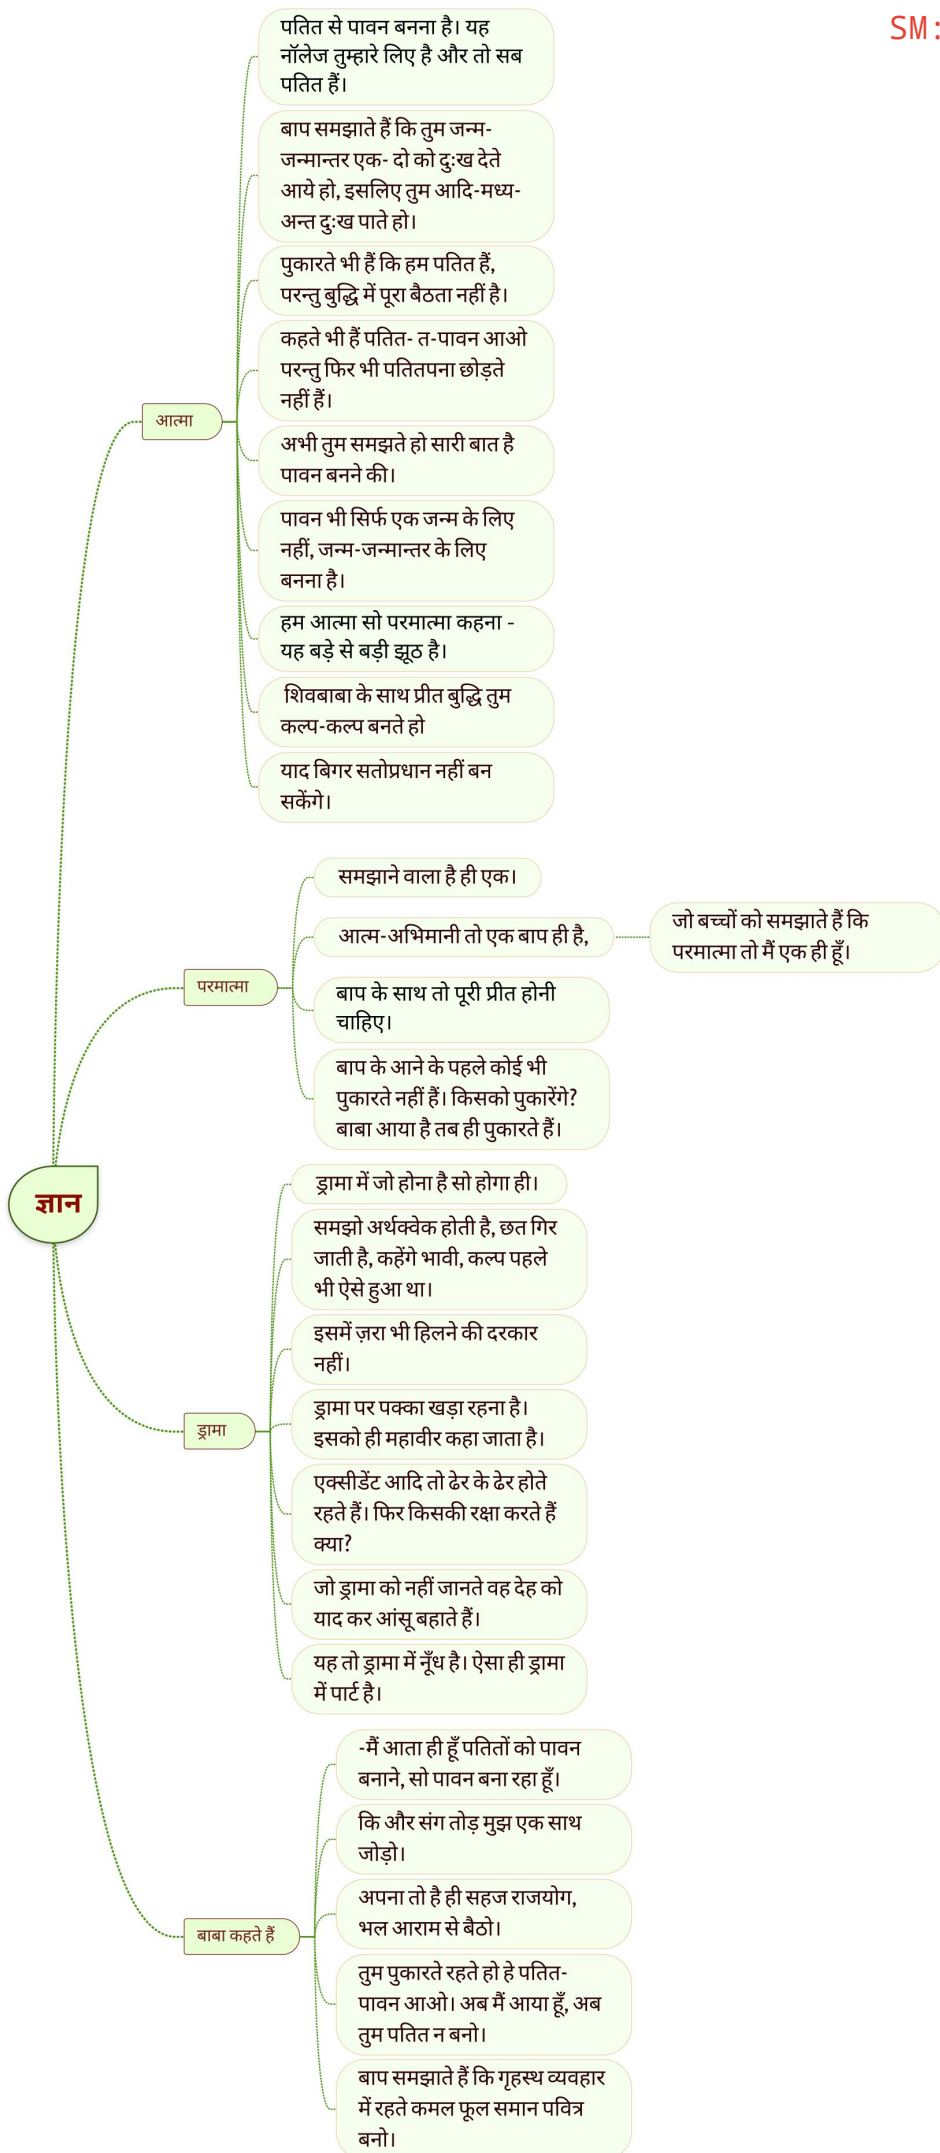 SM:
पतित से पावन बनना है। यह
नॉलेज तुम्हारे लिए है और तो सब
पतित हैं।
बाप समझाते हैं कि तुम जन्म-
जन्मान्तर एक- दो को दुःख देते
आये हो, इसलिए तुम आदि-मध्य-
अन्त दुःख पाते हो।
पुकारते भी हैं कि हम पतित हैं,
परन्तु बुद्धि में पूरा बैठता नहीं है।
कहते भी हैं पतित- त-पावन आओ
परन्तु फिर भी पतितपना छोड़ते
नहीं हैं।
आत्मा
अभी तुम समझते हो सारी बात है
पावन बनने की।
पावन भी सिर्फ एक जन्म के लिए
नहीं, जन्म-जन्मान्तर के लिए
बनना है।
हम आत्मा सो परमात्मा कहना -
यह बड़े से बड़ी झूठ है।
शिवबाबा के साथ प्रीत बुद्धि तुम
कल्प-कल्प बनते हो
याद बिगर सतोप्रधान नहीं बन
सकेंगे।
समझाने वाला है ही एक।
आत्म-अभिमानी तो एक बाप ही है,
जो बच्चों को समझाते हैं कि
परमात्मा तो मैं एक ही हूँ।
परमात्मा
बाप के साथ तो पूरी प्रीत होनी
चाहिए।
बाप के आने के पहले कोई भी
पुकारते नहीं हैं। किसको पुकारेंगे?
बाबा आया है तब ही पुकारते हैं।
ज्ञान
ड्रामा में जो होना है सो होगा ही।
समझो अर्थक्वेक होती है, छत गिर
जाती है, कहेंगे भावी, कल्प पहले
भी ऐसे हुआ था।
इसमें ज़रा भी हिलने की दरकार
नहीं।
ड्रामा पर पक्का खड़ा रहना है।
इसको ही महावीर कहा जाता है।
ड्रामा
एक्सीडेंट आदि तो ढेर के ढेर होते
रहते हैं। फिर किसकी रक्षा करते हैं
क्या?
जो ड्रामा को नहीं जानते वह देह को
याद कर आंसू बहाते हैं।
यह तो ड्रामा में नूँध है। ऐसा ही ड्रामा
में पार्ट है।
-मैं आता ही हूँ पतितों को पावन
बनाने, सो पावन बना रहा हूँ।
कि और संग तोड़ मुझ एक साथ
जोड़ो।
अपना तो है ही सहज राजयोग,
भल आराम से बैठो।
बाबा कहते हैं
तुम पुकारते रहते हो हे पतित-
पावन आओ। अब मैं आया हूँ, अब
तुम पतित न बनो।
बाप समझाते हैं कि गृहस्थ व्यवहार
में रहते कमल फूल समान पवित्र
बनो।